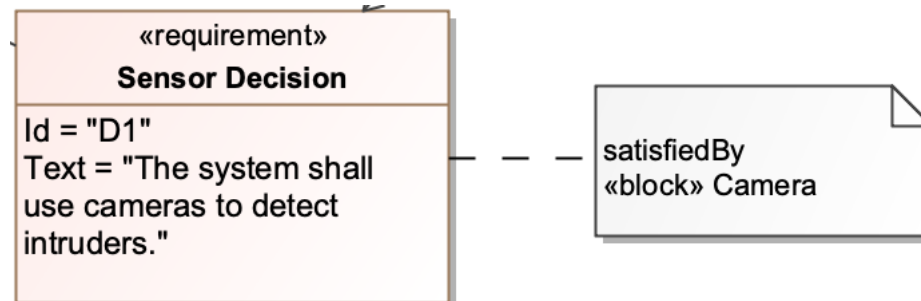 «requirement»
Sensor Decision
Id = "D1"
Text = "The system shall
use cameras to detect
intruders."
satisfiedBy
«block» Camera